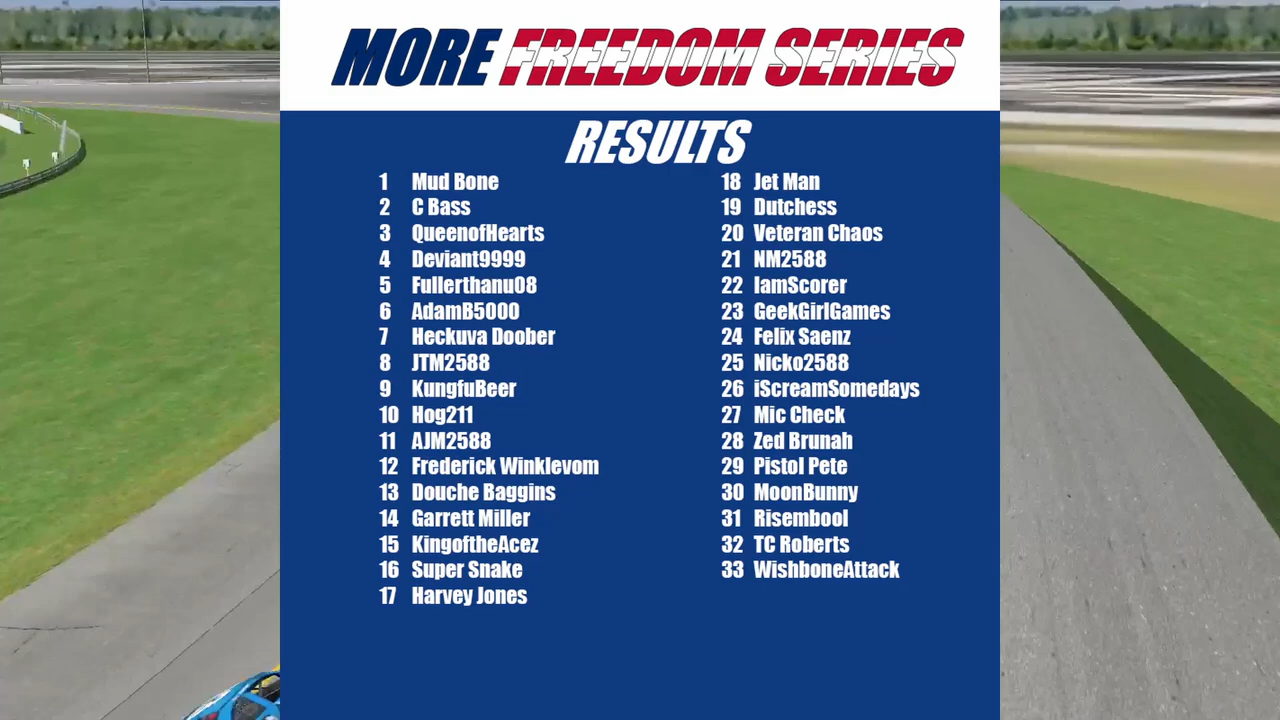 MORE FREEDOM SERIES
RESULTS
1 Mud Bone
2 C Bass
3 QueenofHearts
4 Deviant9999
5 Fullerthanu08
6 AdamB5000
7 Heckuva Doober
8 JTM2588
9 KungfuBeer
10 Hog211
11 AJM2588
12 Frederick Winklevom
13 Douche Baggins
14 Garrett Miller
15 KingoftheAcez
16 Super Snake
17 Harvey Jones
18 Jet Man
19 Dutchess
20 Veteran Chaos
21 NM2588
22 IamScorer
23 GeekGirlGames
24 Felix Saenz
25 Nicko2588
26 iScreamSomedays
27 Mic Check
28 Zed Brunah
29 Pistol Pete
30 MoonBunny
31 Risembool
32 TC Roberts
33 WishboneAttack